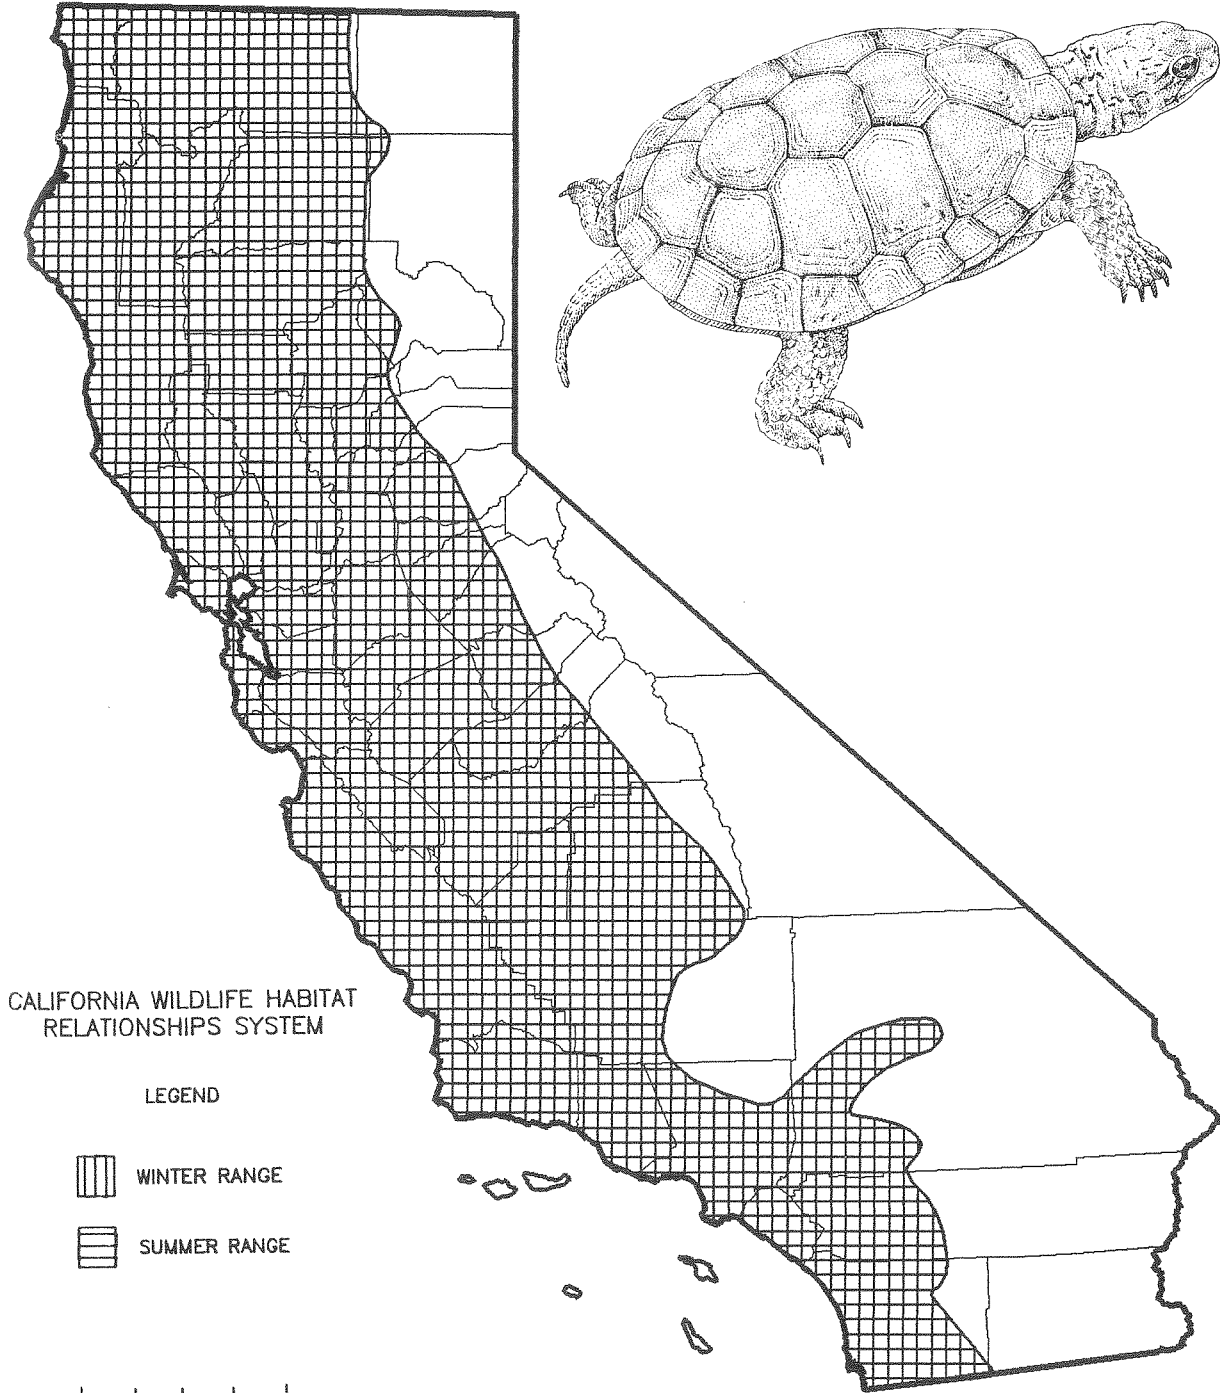 CALIFORNIA WILDLIFE HABITAT
RELATIONSHIPS SYSTEM
LEGEND
WINTER RANGE
SUMMER RANGE